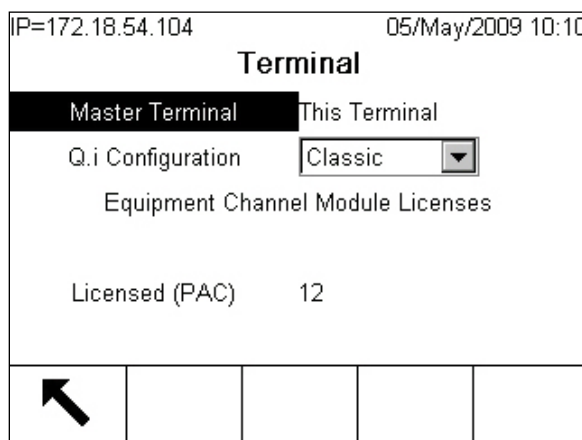 IP=172.18.54.104 05/May/2009 10:10
Terminal
Master Terminal This Terminal
Q.i Configuration Classic
Equipment Channel Module Licenses
Licensed (PAC) 12